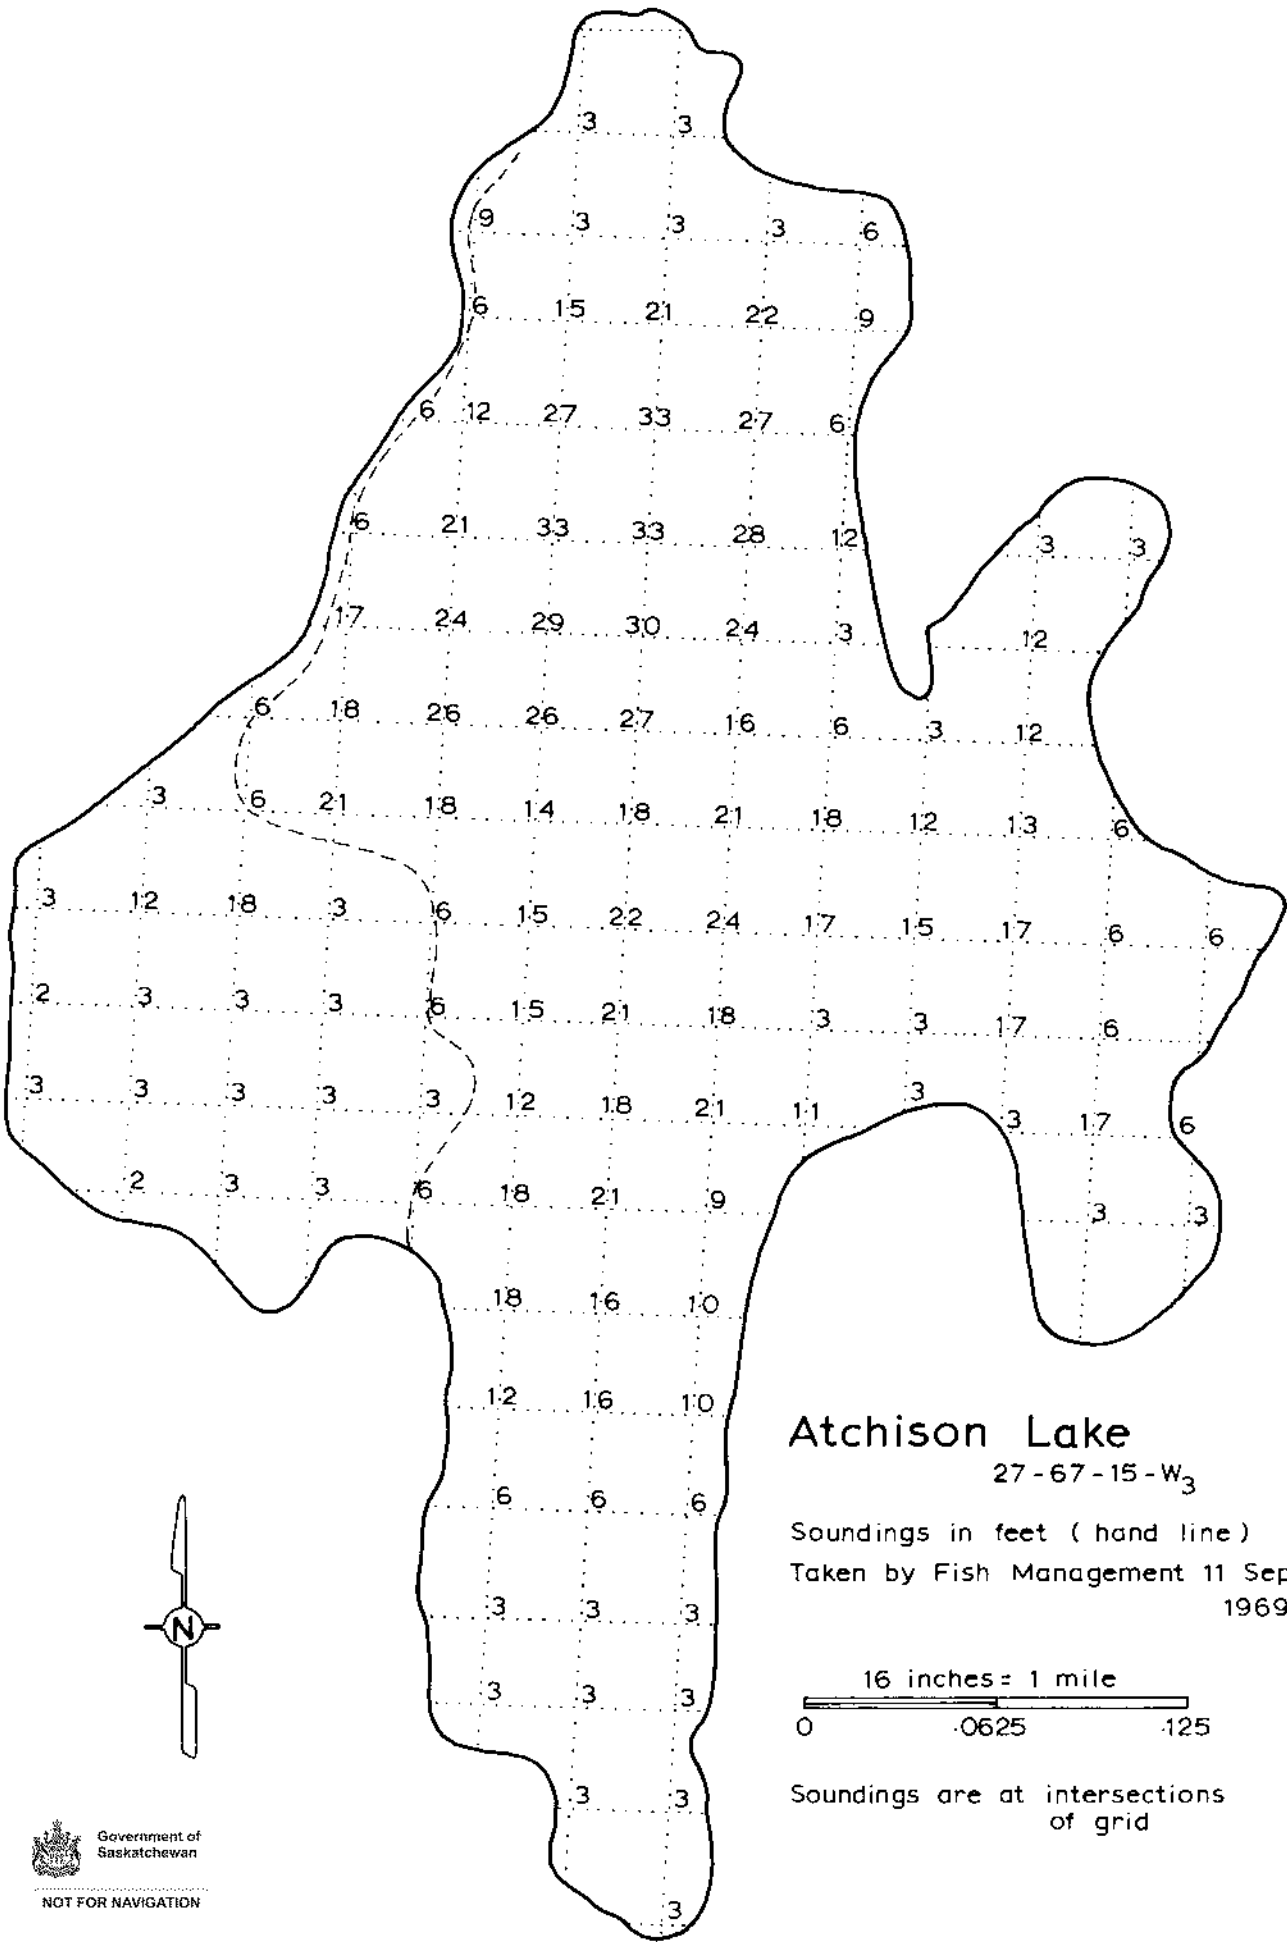 3 3
9 3 3 3 6
6 15 21 22 9
6 12 27 33 27 6
6 21 33 33 28 12 3 3
17 24 29 30 24 3 12
6 18 26 26 27 16 6 3 12
3 6 21 18 14 18 21 18 12 13 6
3 12 18 3 6 15 22 24 17 15 17 6 6
2 3 3 3 6 15 21 18 3 3 17 6
3 3 3 3 3 12 18 21 11 3 3 17 6
2 3 3 6 18 21 9 3 3
18 16 10
12 16 10
6 6 6
3 3 3
3 3 3
3 3
3
Atchison Lake
27-67-15-W3
Soundings in feet ( hand line )
Taken by Fish Management 11 Sep
1969
16 inches = 1 mile
0 .0625 .125
Soundings are at intersections
of grid
N
Government of
Saskatchewan
NOT FOR NAVIGATION